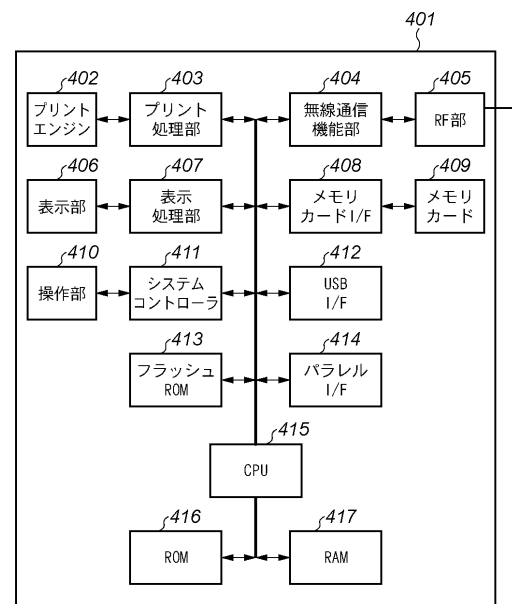 401
402
プリント
エンジン
403
プリント
処理部
404
無線通信
機能部
405
RF部
406
表示部
407
表示
処理部
408
メモリ
カードI/F
409
メモリ
カード
410
操作部
411
システム
コントローラ
412
USB
I/F
413
フラッシュ
ROM
414
パラレル
I/F
415
CPU
416
ROM
417
RAM